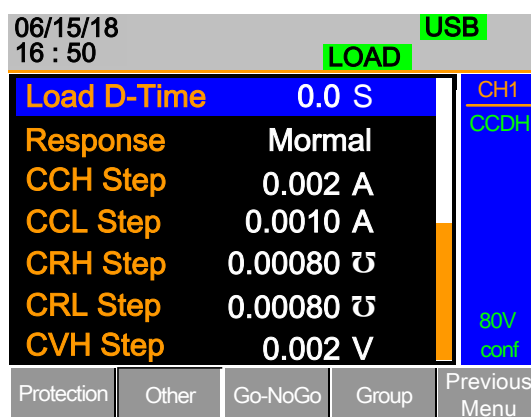 06/15/18 USB
16 : 50 LOAD
Load D-Time 0.0 S
Response Mormal
CCH Step 0.002 A
CCL Step 0.0010 A
CRH Step 0.00080 ℧
CRL Step 0.00080 ℧
CVH Step 0.002 V
CH1
CCDH
80V
conf
Protection Other Go-NoGo Group Previous
Menu